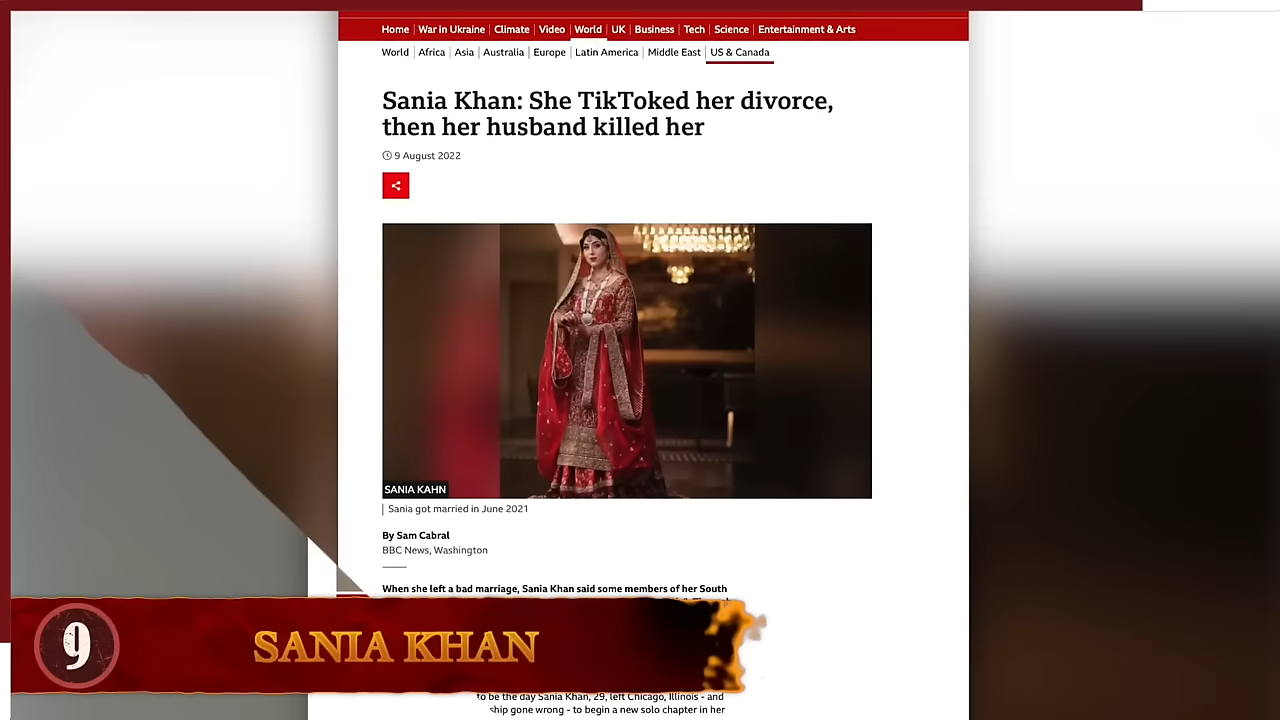 Home War in Ukraine Climate Video World UK Business Tech Science Entertainment & Arts
World Africa Asia Australia Europe Latin America Middle East US & Canada
Sania Khan: She TikToked her divorce,
then her husband killed her
9 August 2022
SANIA KAHN
Sania got married in June 2021
By Sam Cabral
BBC News, Washington
When she left a bad marriage, Sania Khan said some members of her South
9 SANIA KHAN
to be the day Sania Khan, 29, left Chicago, Illinois - and
gone wrong - to begin a new solo chapter in her